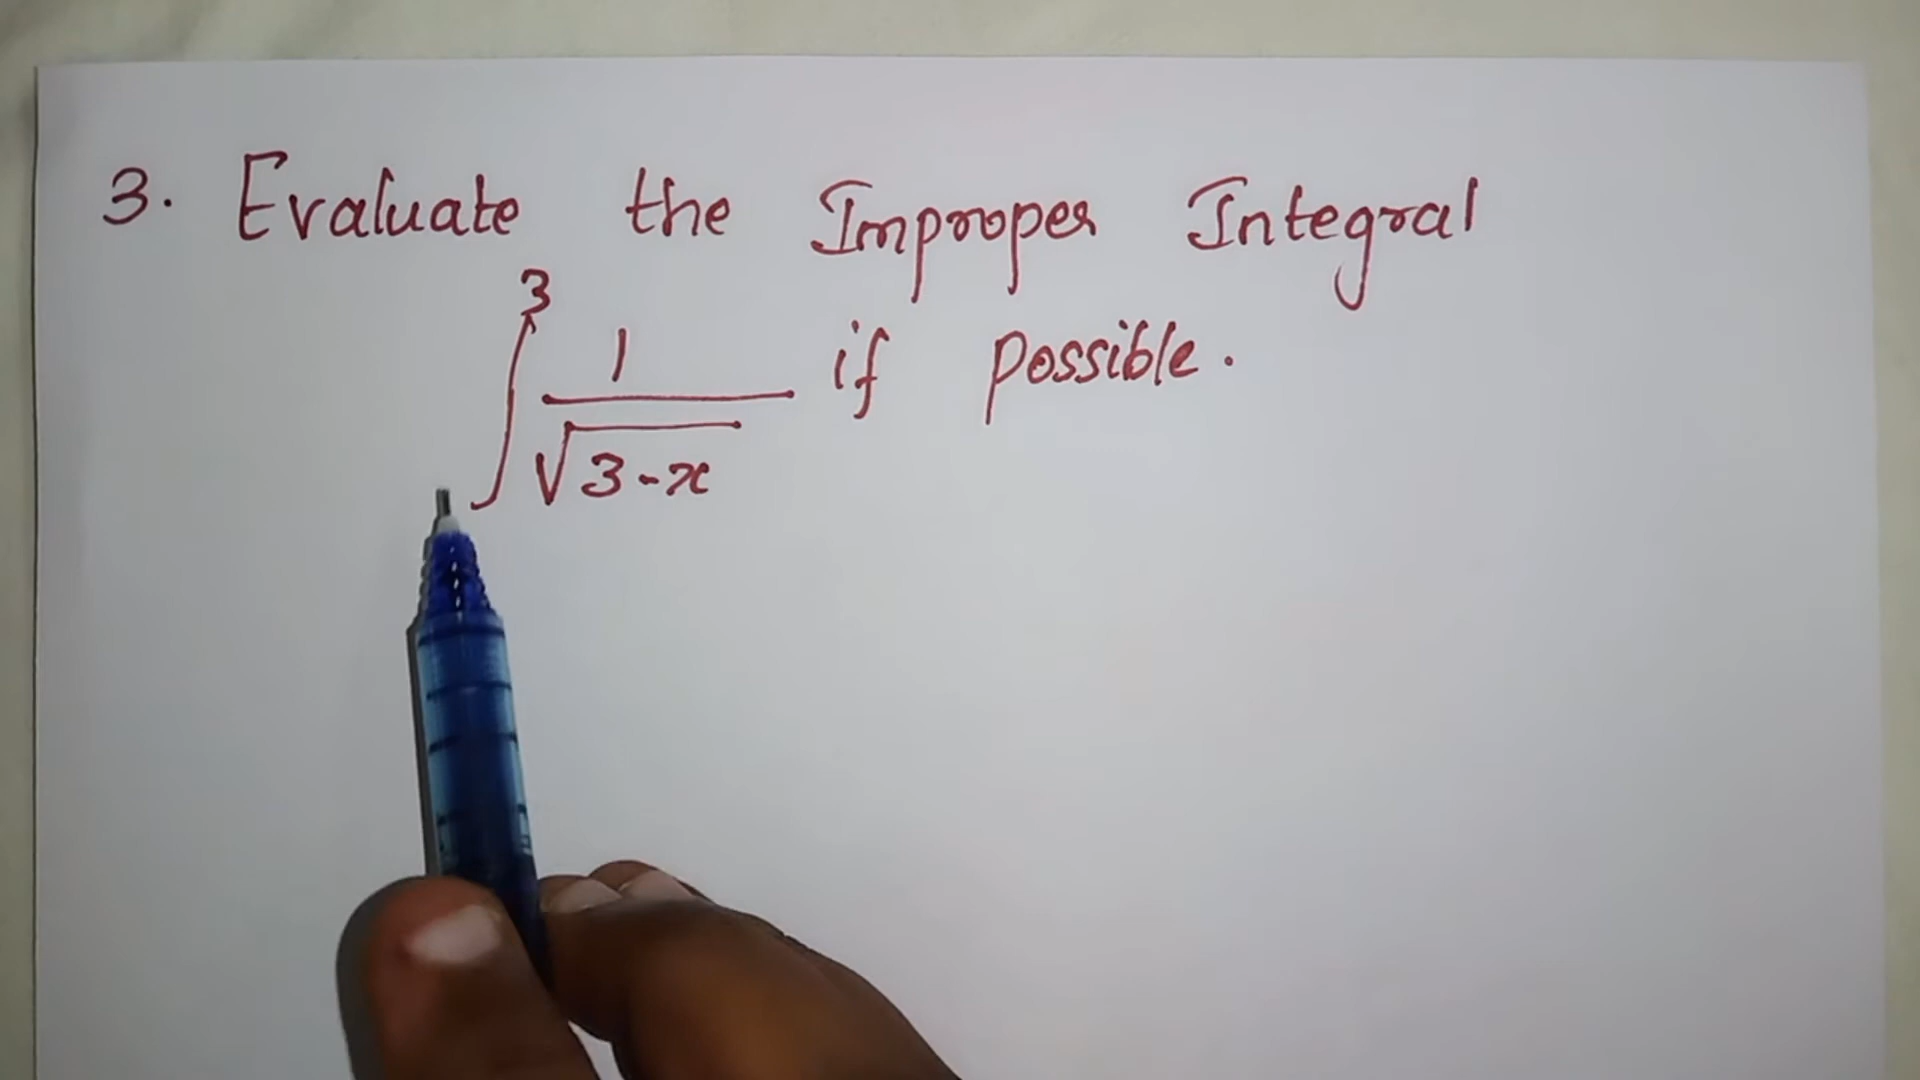 3. Evaluate the Improper Integral
∫³ 1/√(3-x) if possible.